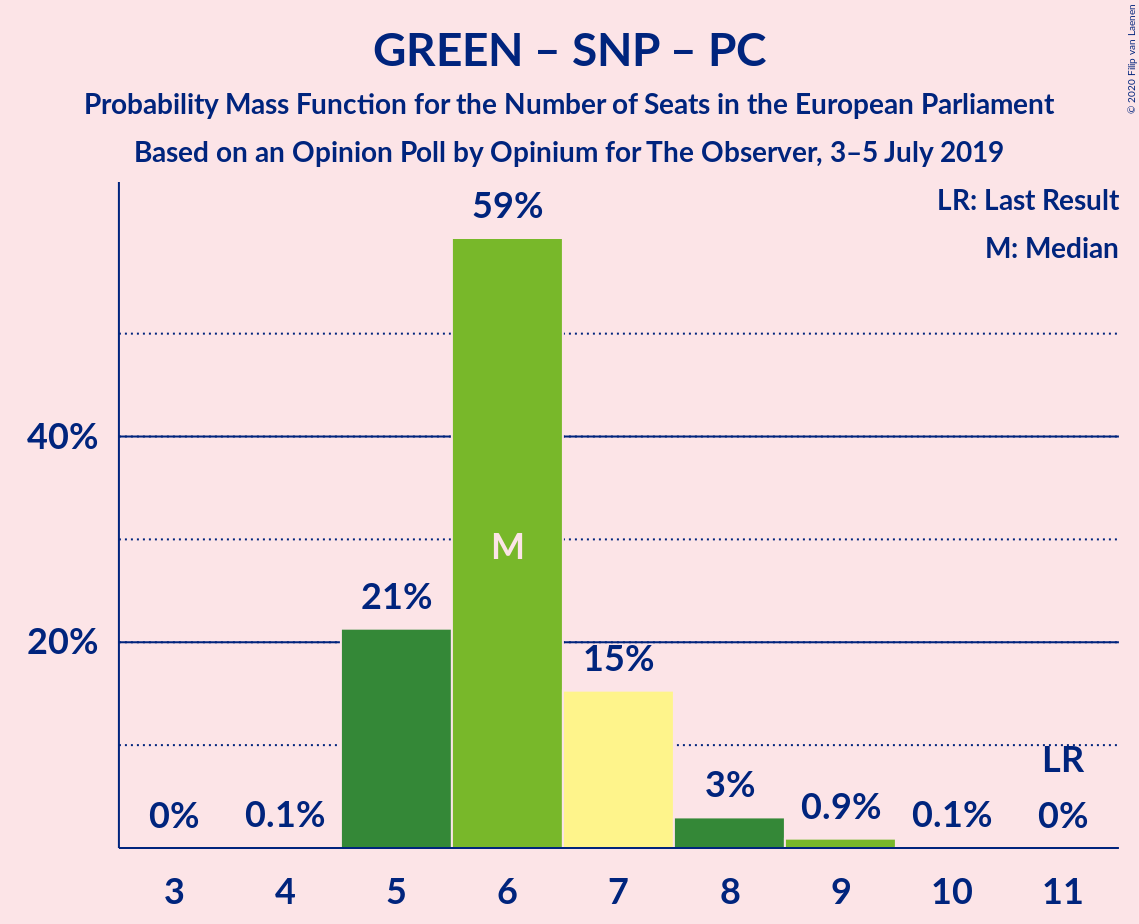 GREEN – SNP – PC
Probability Mass Function for the Number of Seats in the European Parliament
Based on an Opinion Poll by Opinium for The Observer, 3–5 July 2019
© 2020 Filip van Laenen
LR: Last Result
M: Median
59%
40%
M
21%
20%
15%
LR
3%
0%
0.1%
0.9%
0.1%
0%
3 4 5 6 7 8 9 10 11